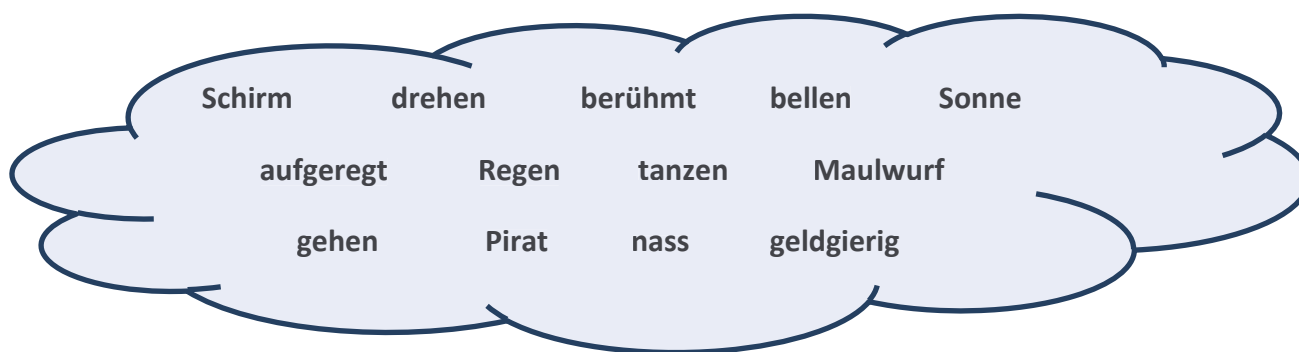 Schirm drehen berühmt bellen Sonne
aufgeregt Regen tanzen Maulwurf
gehen Pirat nass geldgierig